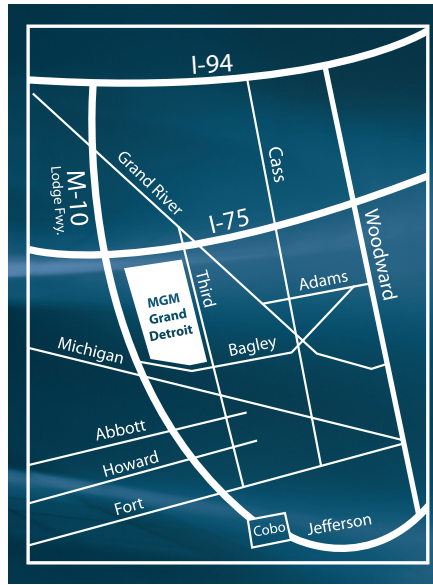 I-94
Cass
Grand River
M-10
Lodge Fwy.
I-75
Woodward
Third
Adams
MGM
Grand
Detroit
Bagley
Michigan
Abbott
Howard
Fort
Cobo
Jefferson